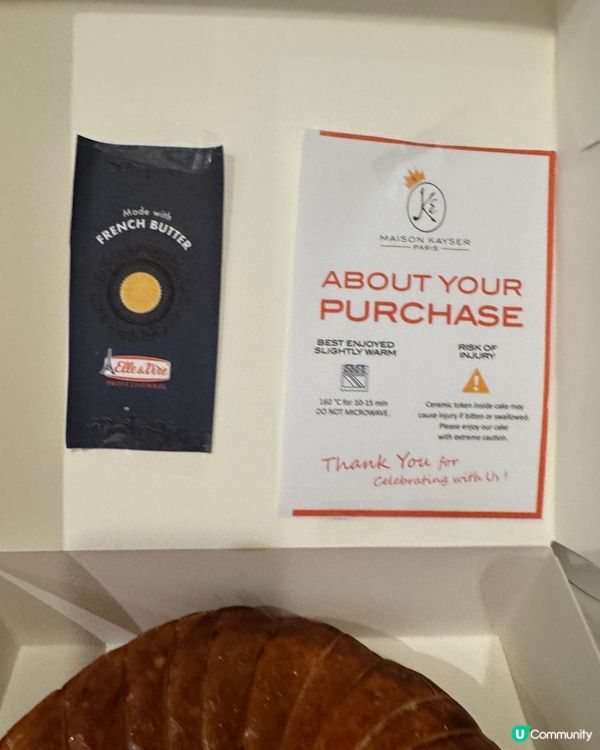 Made with
FRENCH BUTTER
Elle & Vire
PROFESSIONNEL
Ké
MAISON KAYSER
PARIS
ABOUT YOUR
PURCHASE
BEST ENJOYED
SLIGHTLY WARM
160 °C for 10-15 min
DO NOT MICROWAVE
RISK OF
INJURY
Ceramic token inside cake may
cause injury if bitten or swallowed.
Please enjoy our cake
with extreme caution.
Thank You for
Celebrating with Us !
U Community